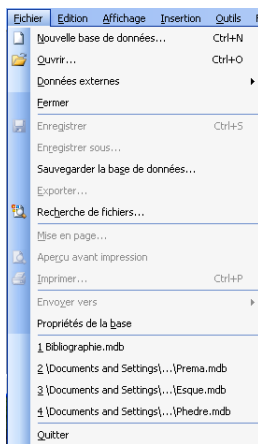 Fichier Edition Affichage Insertion Outils
Nouvelle base de données... Ctrl+N
Ouvrir... Ctrl+O
Données externes
Fermer
Enregistrer Ctrl+S
Enregistrer sous...
Sauvegarder la base de données...
Exporter...
Recherche de fichiers...
Mise en page...
Aperçu avant impression
Imprimer... Ctrl+P
Envoyer vers
Propriétés de la base
1 Bibliographie.mdb
2 \Documents and Settings\...\Prema.mdb
3 \Documents and Settings\...\Esque.mdb
4 \Documents and Settings\...\Phedre.mdb
Quitter